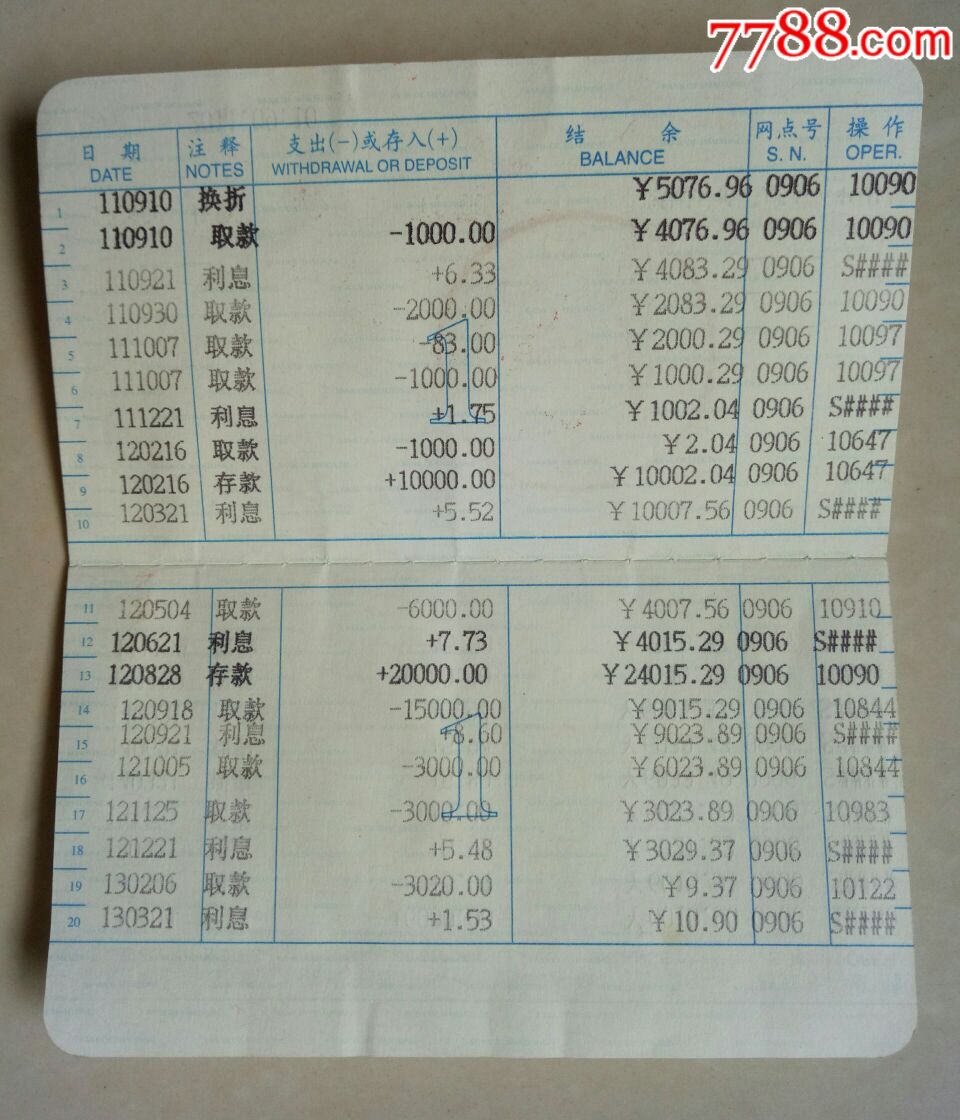 7788.com
日 期 注 释 支出(-)或存入(+) 结 余 网点号 操 作
DATE NOTES WITHDRAWAL OR DEPOSIT BALANCE S. N. OPER.
1 110910 换折 ¥5076.96 0906 10090
2 110910 取款 -1000.00 ¥4076.96 0906 10090
3 110921 利息 +6.33 ¥4083.29 0906 S####
4 110930 取款 -2000.00 ¥2083.29 0906 10090
5 111007 取款 -83.00 ¥2000.29 0906 10097
6 111007 取款 -1000.00 ¥1000.29 0906 10097
7 111221 利息 +1.75 ¥1002.04 0906 S####
8 120216 取款 -1000.00 ¥2.04 0906 10647
9 120216 存款 +10000.00 ¥10002.04 0906 10647
10 120321 利息 +5.52 ¥10007.56 0906 S####
11 120504 取款 -6000.00 ¥4007.56 0906 10910
12 120621 利息 +7.73 ¥4015.29 0906 S####
13 120828 存款 +20000.00 ¥24015.29 0906 10090
14 120918 取款 -15000.00 ¥9015.29 0906 10844
15 120921 利息 +8.60 ¥9023.89 0906 S####
16 121005 取款 -3000.00 ¥6023.89 0906 10844
17 121125 取款 -3000.00 ¥3023.89 0906 10983
18 121221 利息 +5.48 ¥3029.37 0906 S####
19 130206 取款 -3020.00 ¥9.37 0906 10122
20 130321 利息 +1.53 ¥10.90 0906 S####